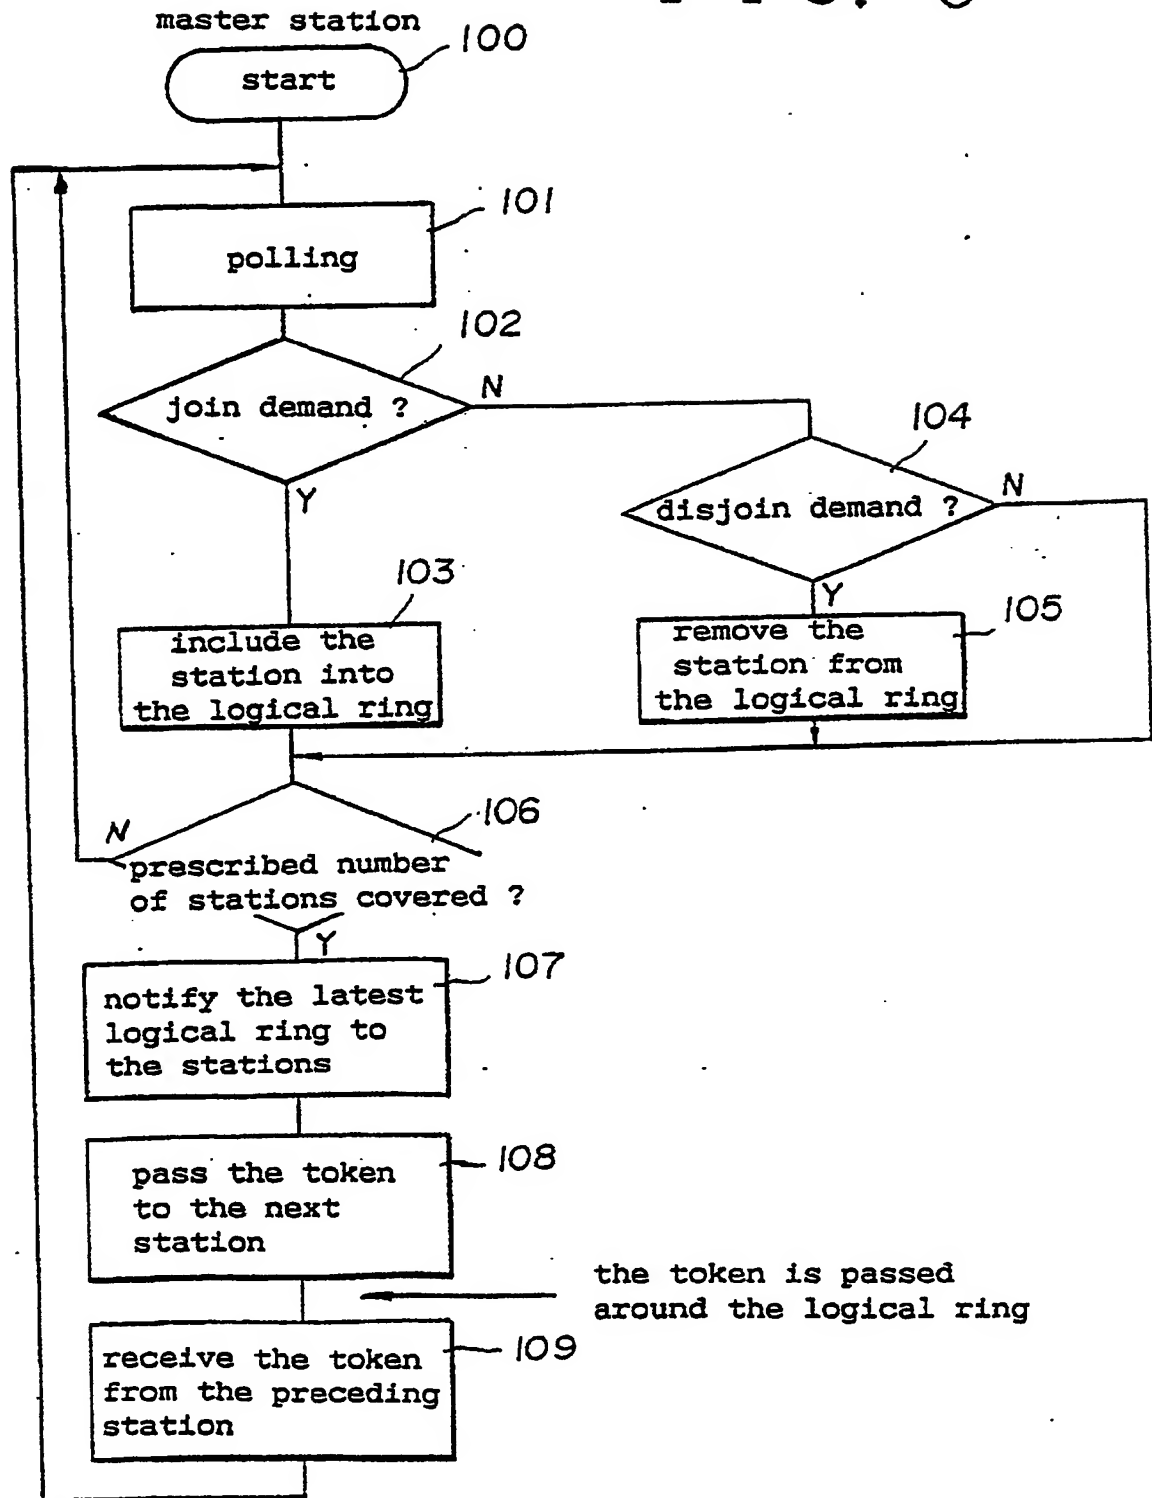 master station
100
start
101
polling
102
join demand ?
N
Y
104
disjoin demand ?
N
Y
103
include the
station into
the logical ring
105
remove the
station from
the logical ring
106
N
prescribed number
of stations covered ?
Y
107
notify the latest
logical ring to
the stations
108
pass the token
to the next
station
the token is passed
around the logical ring
109
receive the token
from the preceding
station